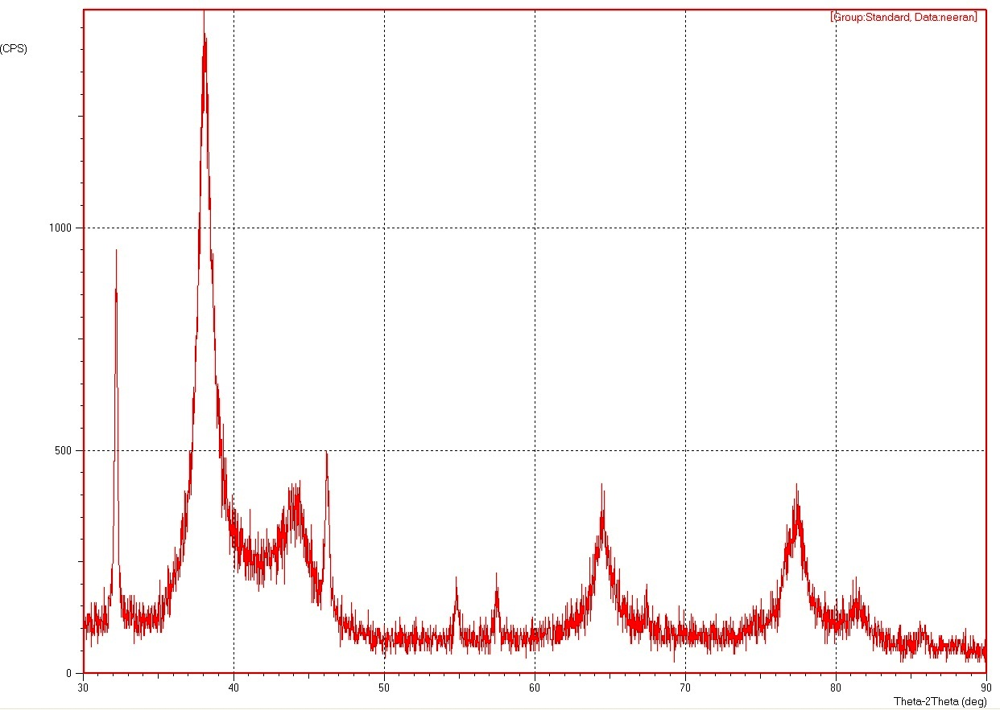 [Group:Standard, Data:neeran]
(CPS)
1000
500
0
30 40 50 60 70 80 90
Theta-2Theta (deg)